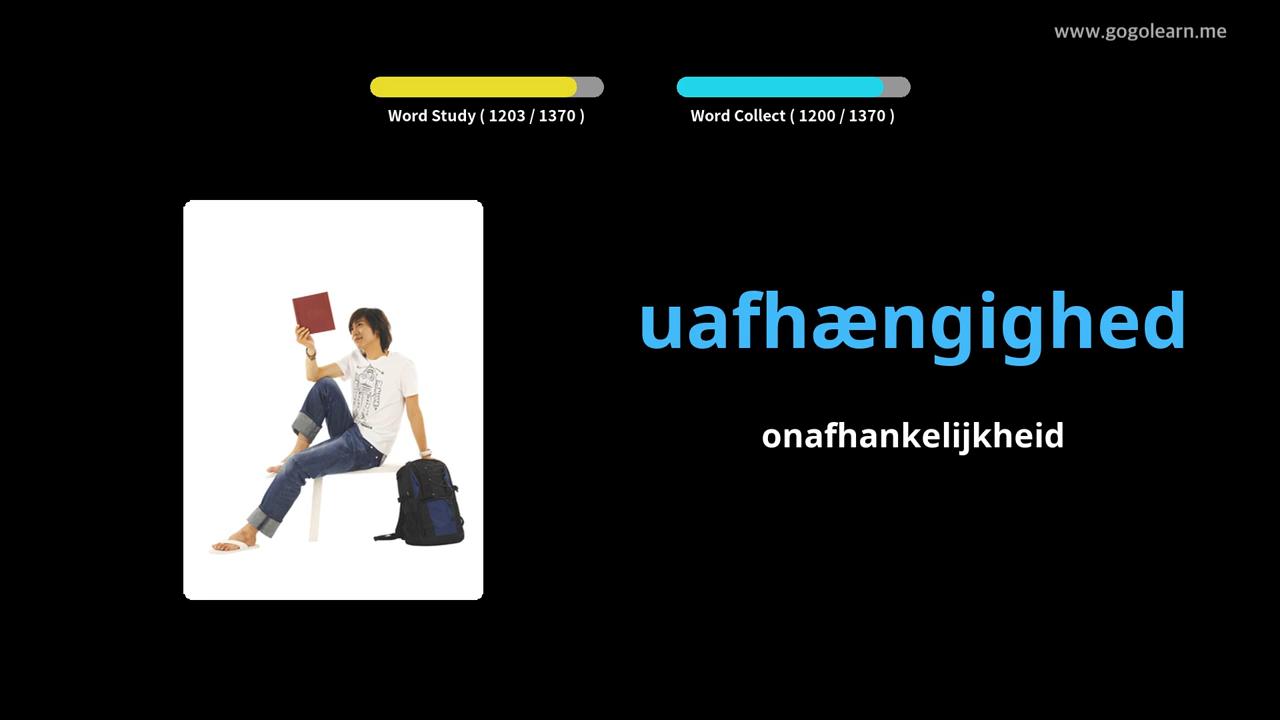 www.gogolearn.me
Word Study ( 1203 / 1370 )
Word Collect ( 1200 / 1370 )
uafhængighed
onafhankelijkheid